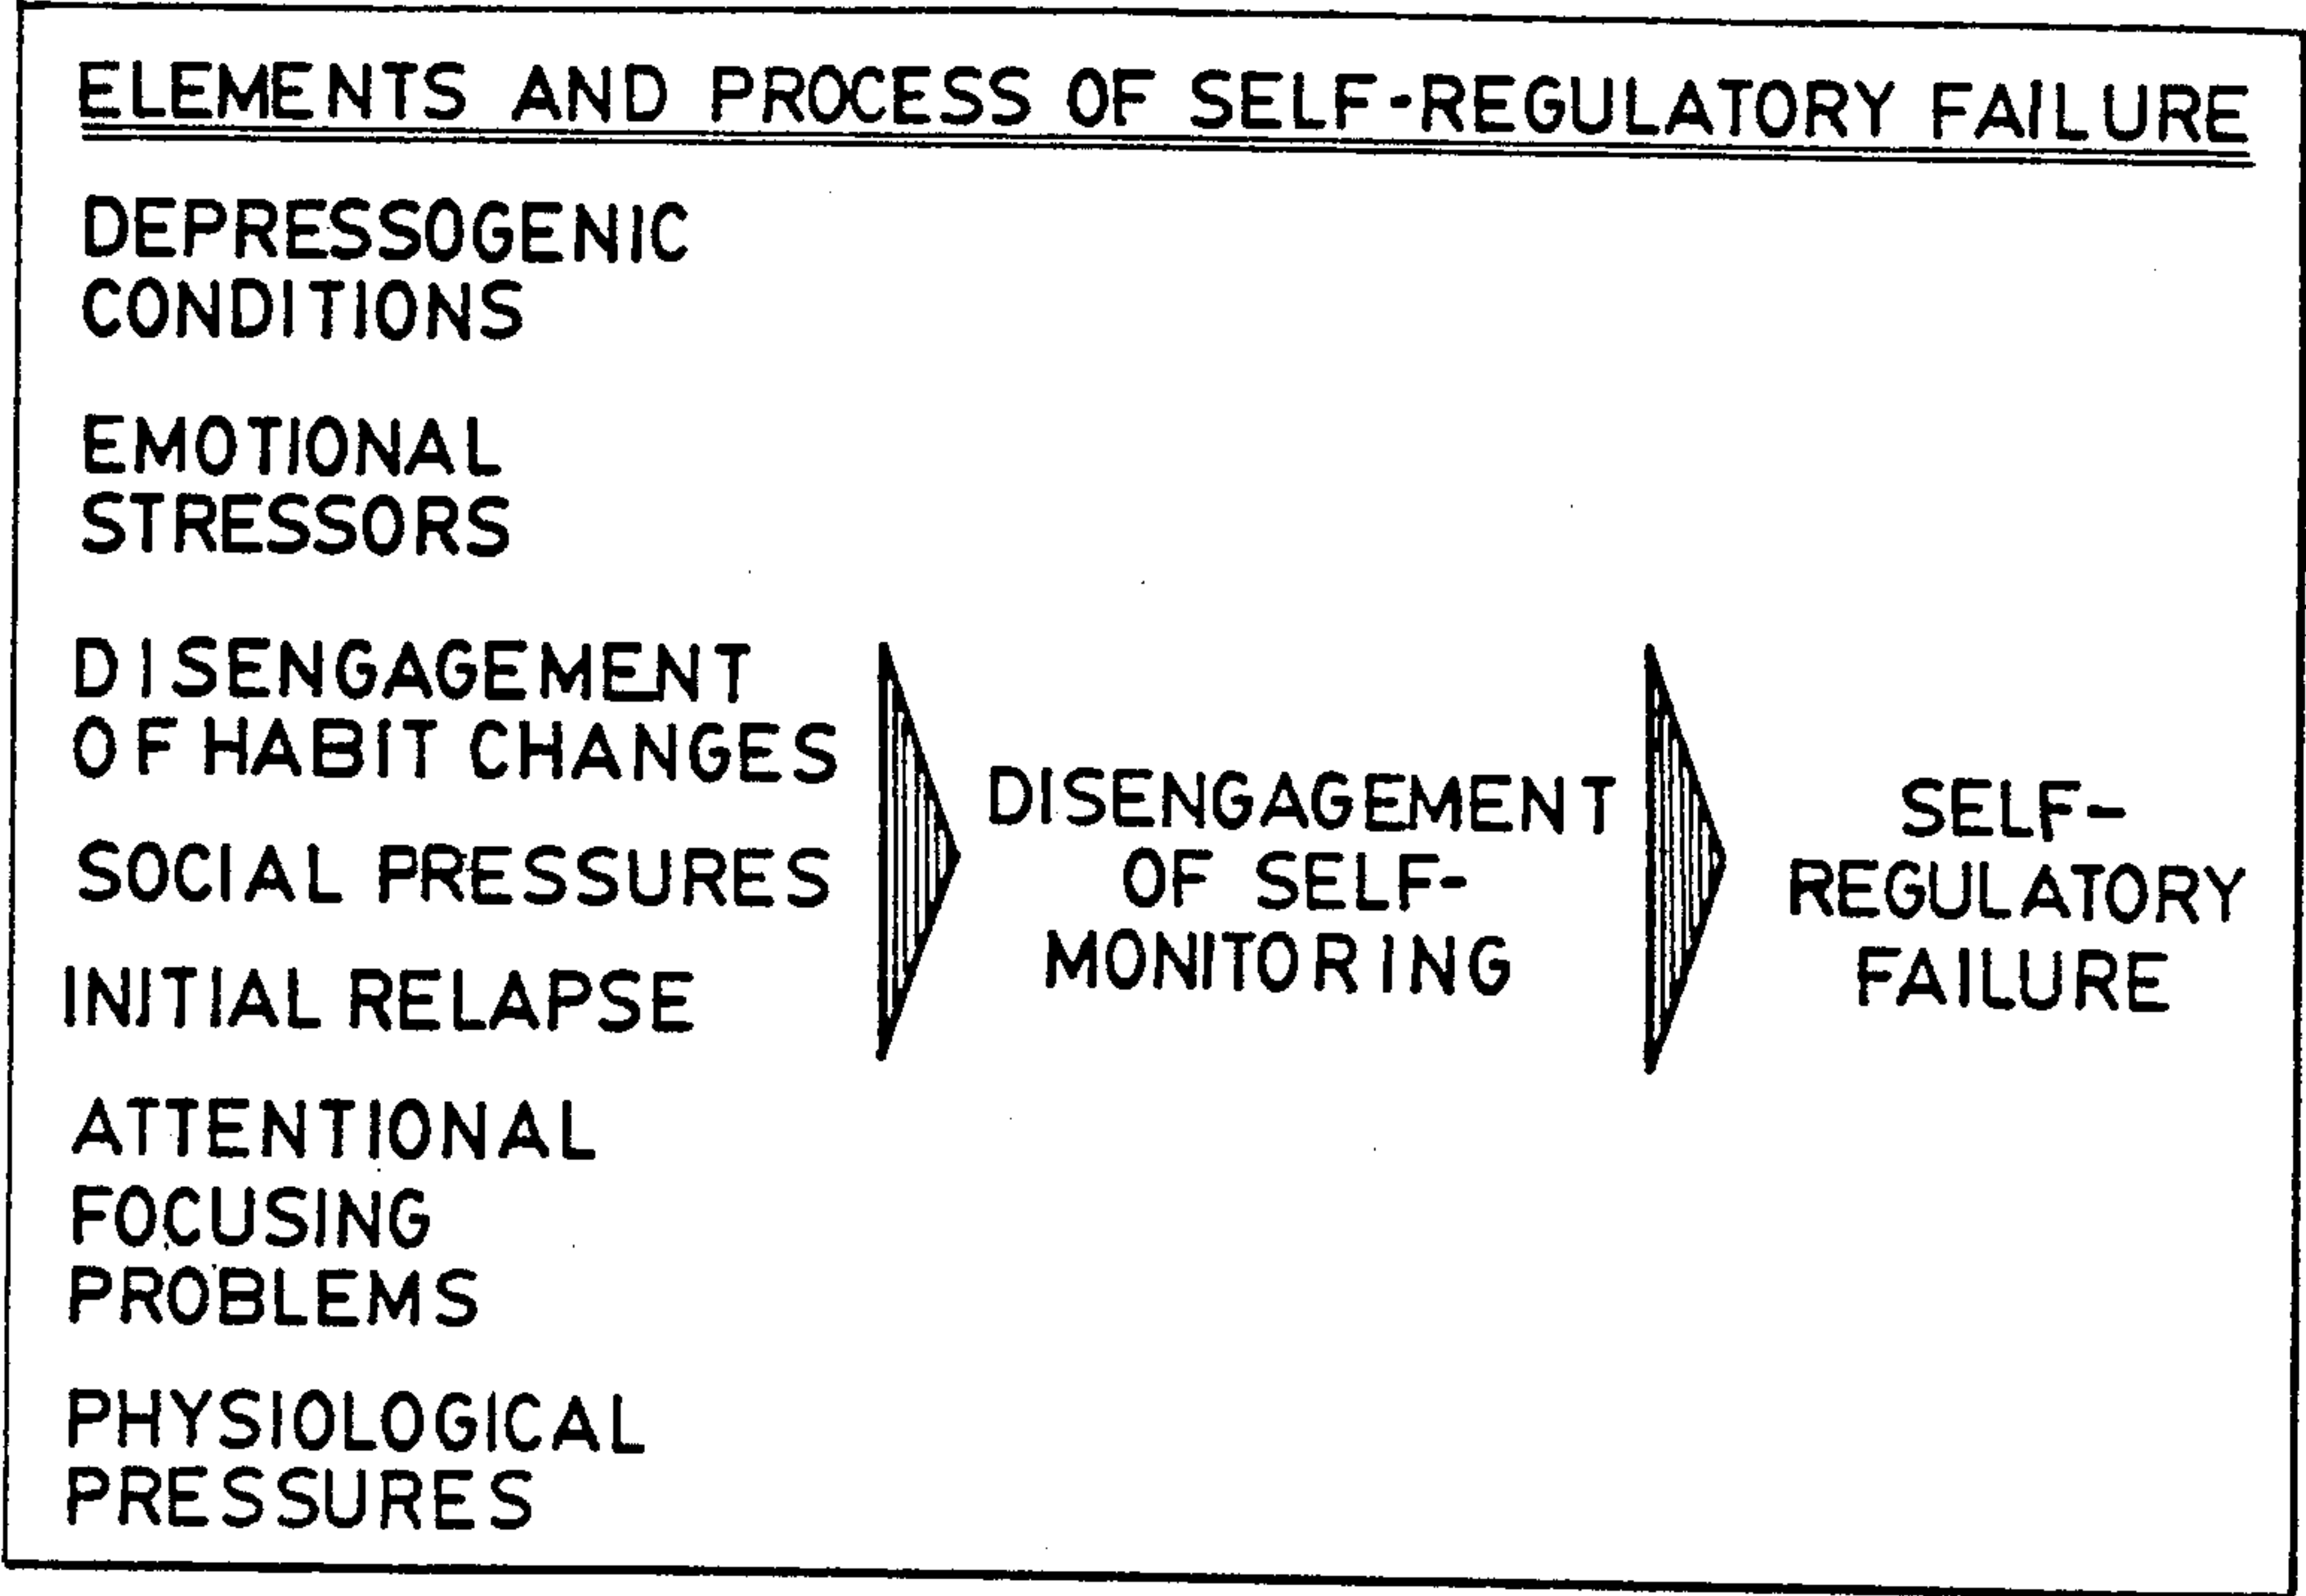 ELEMENTS AND PROCESS OF SELF-REGULATORY FAILURE
DEPRESSOGENIC
CONDITIONS
EMOTIONAL
STRESSORS
DISENGAGEMENT
OF HABIT CHANGES
SOCIAL PRESSURES
INITIAL RELAPSE
ATTENTIONAL
FOCUSING
PROBLEMS
PHYSIOLOGICAL
PRESSURES
DISENGAGEMENT
OF SELF-
MONITORING
SELF-
REGULATORY
FAILURE